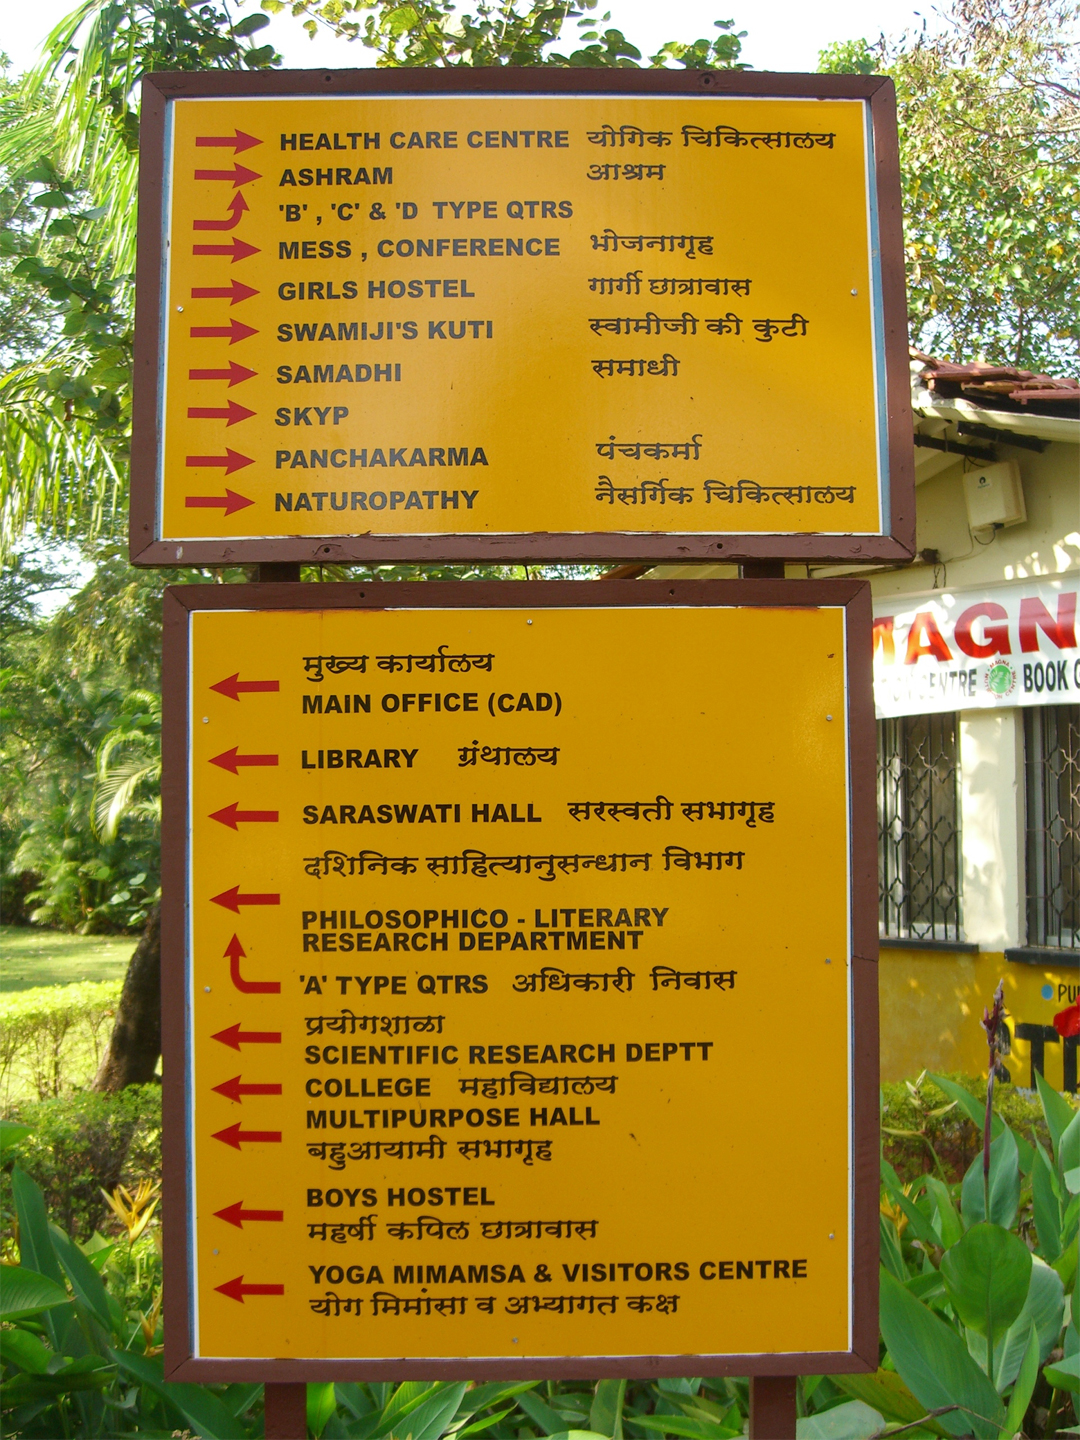 HEALTH CARE CENTRE योगिक चिकित्सालय
ASHRAM आश्रम
'B' , 'C' & 'D TYPE QTRS
MESS , CONFERENCE भोजनागृह
GIRLS HOSTEL गार्गी छात्रावास
SWAMIJI'S KUTI स्वामीजी की कुटी
SAMADHI समाधी
SKYP
PANCHAKARMA पंचकर्मा
NATUROPATHY नैसर्गिक चिकित्सालय
मुख्य कार्यालय
MAIN OFFICE (CAD)
LIBRARY ग्रंथालय
SARASWATI HALL सरस्वती सभागृह
दशिनिक साहित्यानुसन्धान विभाग
PHILOSOPHICO - LITERARY
RESEARCH DEPARTMENT
'A' TYPE QTRS अधिकारी निवास
प्रयोगशाळा
SCIENTIFIC RESEARCH DEPTT
COLLEGE महाविद्यालय
MULTIPURPOSE HALL
बहुआयामी सभागृह
BOYS HOSTEL
महर्षी कपिल छात्रावास
YOGA MIMAMSA & VISITORS CENTRE
योग मिमांसा व अभ्यागत कक्ष
MAGN
BOOK